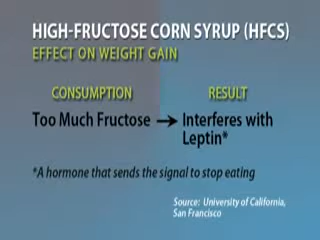 HIGH-FRUCTOSE CORN SYRUP (HFCS)
EFFECT ON WEIGHT GAIN
CONSUMPTION RESULT
Too Much Fructose → Interferes with
Leptin*
*A hormone that sends the signal to stop eating
Source: University of California,
San Francisco